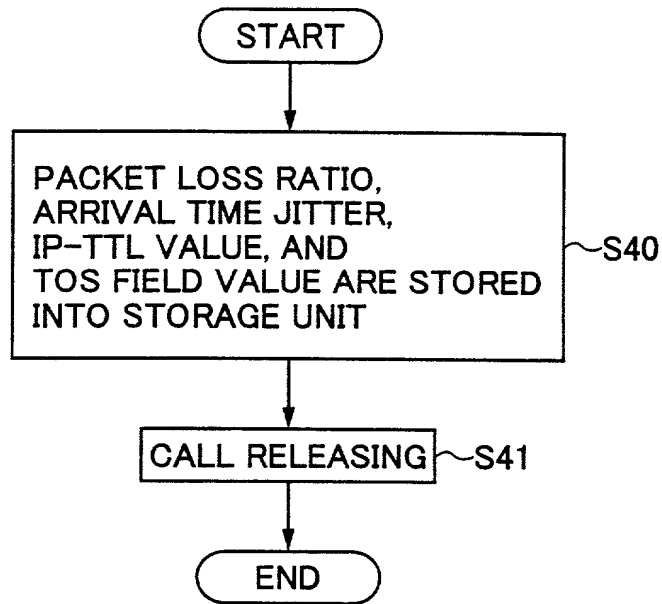 START
PACKET LOSS RATIO,
ARRIVAL TIME JITTER,
IP-TTL VALUE, AND
TOS FIELD VALUE ARE STORED
INTO STORAGE UNIT
S40
CALL RELEASING
S41
END